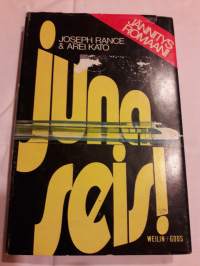 JÄNNITYS
ROMAANI
JOSEPH RANCE
& AREI KATO
juna
seis!
WEILIN+GÖÖS